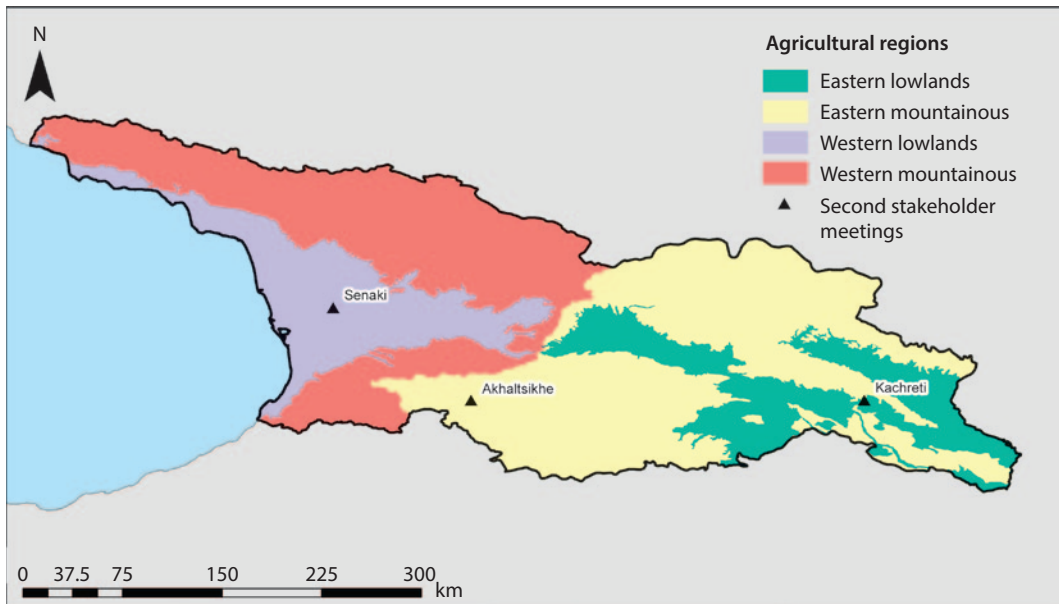 N
Agricultural regions
Eastern lowlands
Eastern mountainous
Western lowlands
Western mountainous
Second stakeholder
meetings
Senaki
Akhaltsikhe
Kachreti
0 37.5 75 150 225 300
km